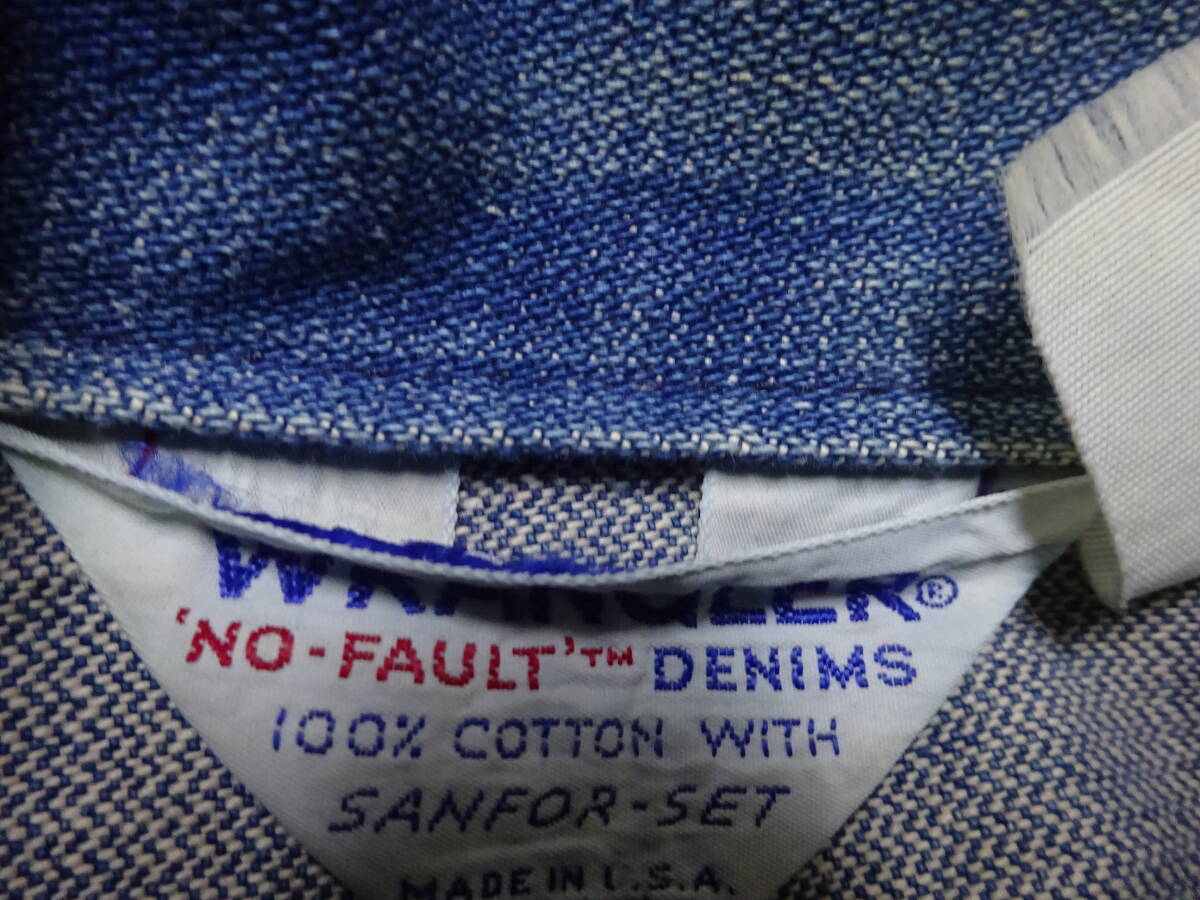 WRANGLER®
'NO-FAULT'™ DENIMS
100% COTTON WITH
SANFOR-SET
MADE IN U.S.A.